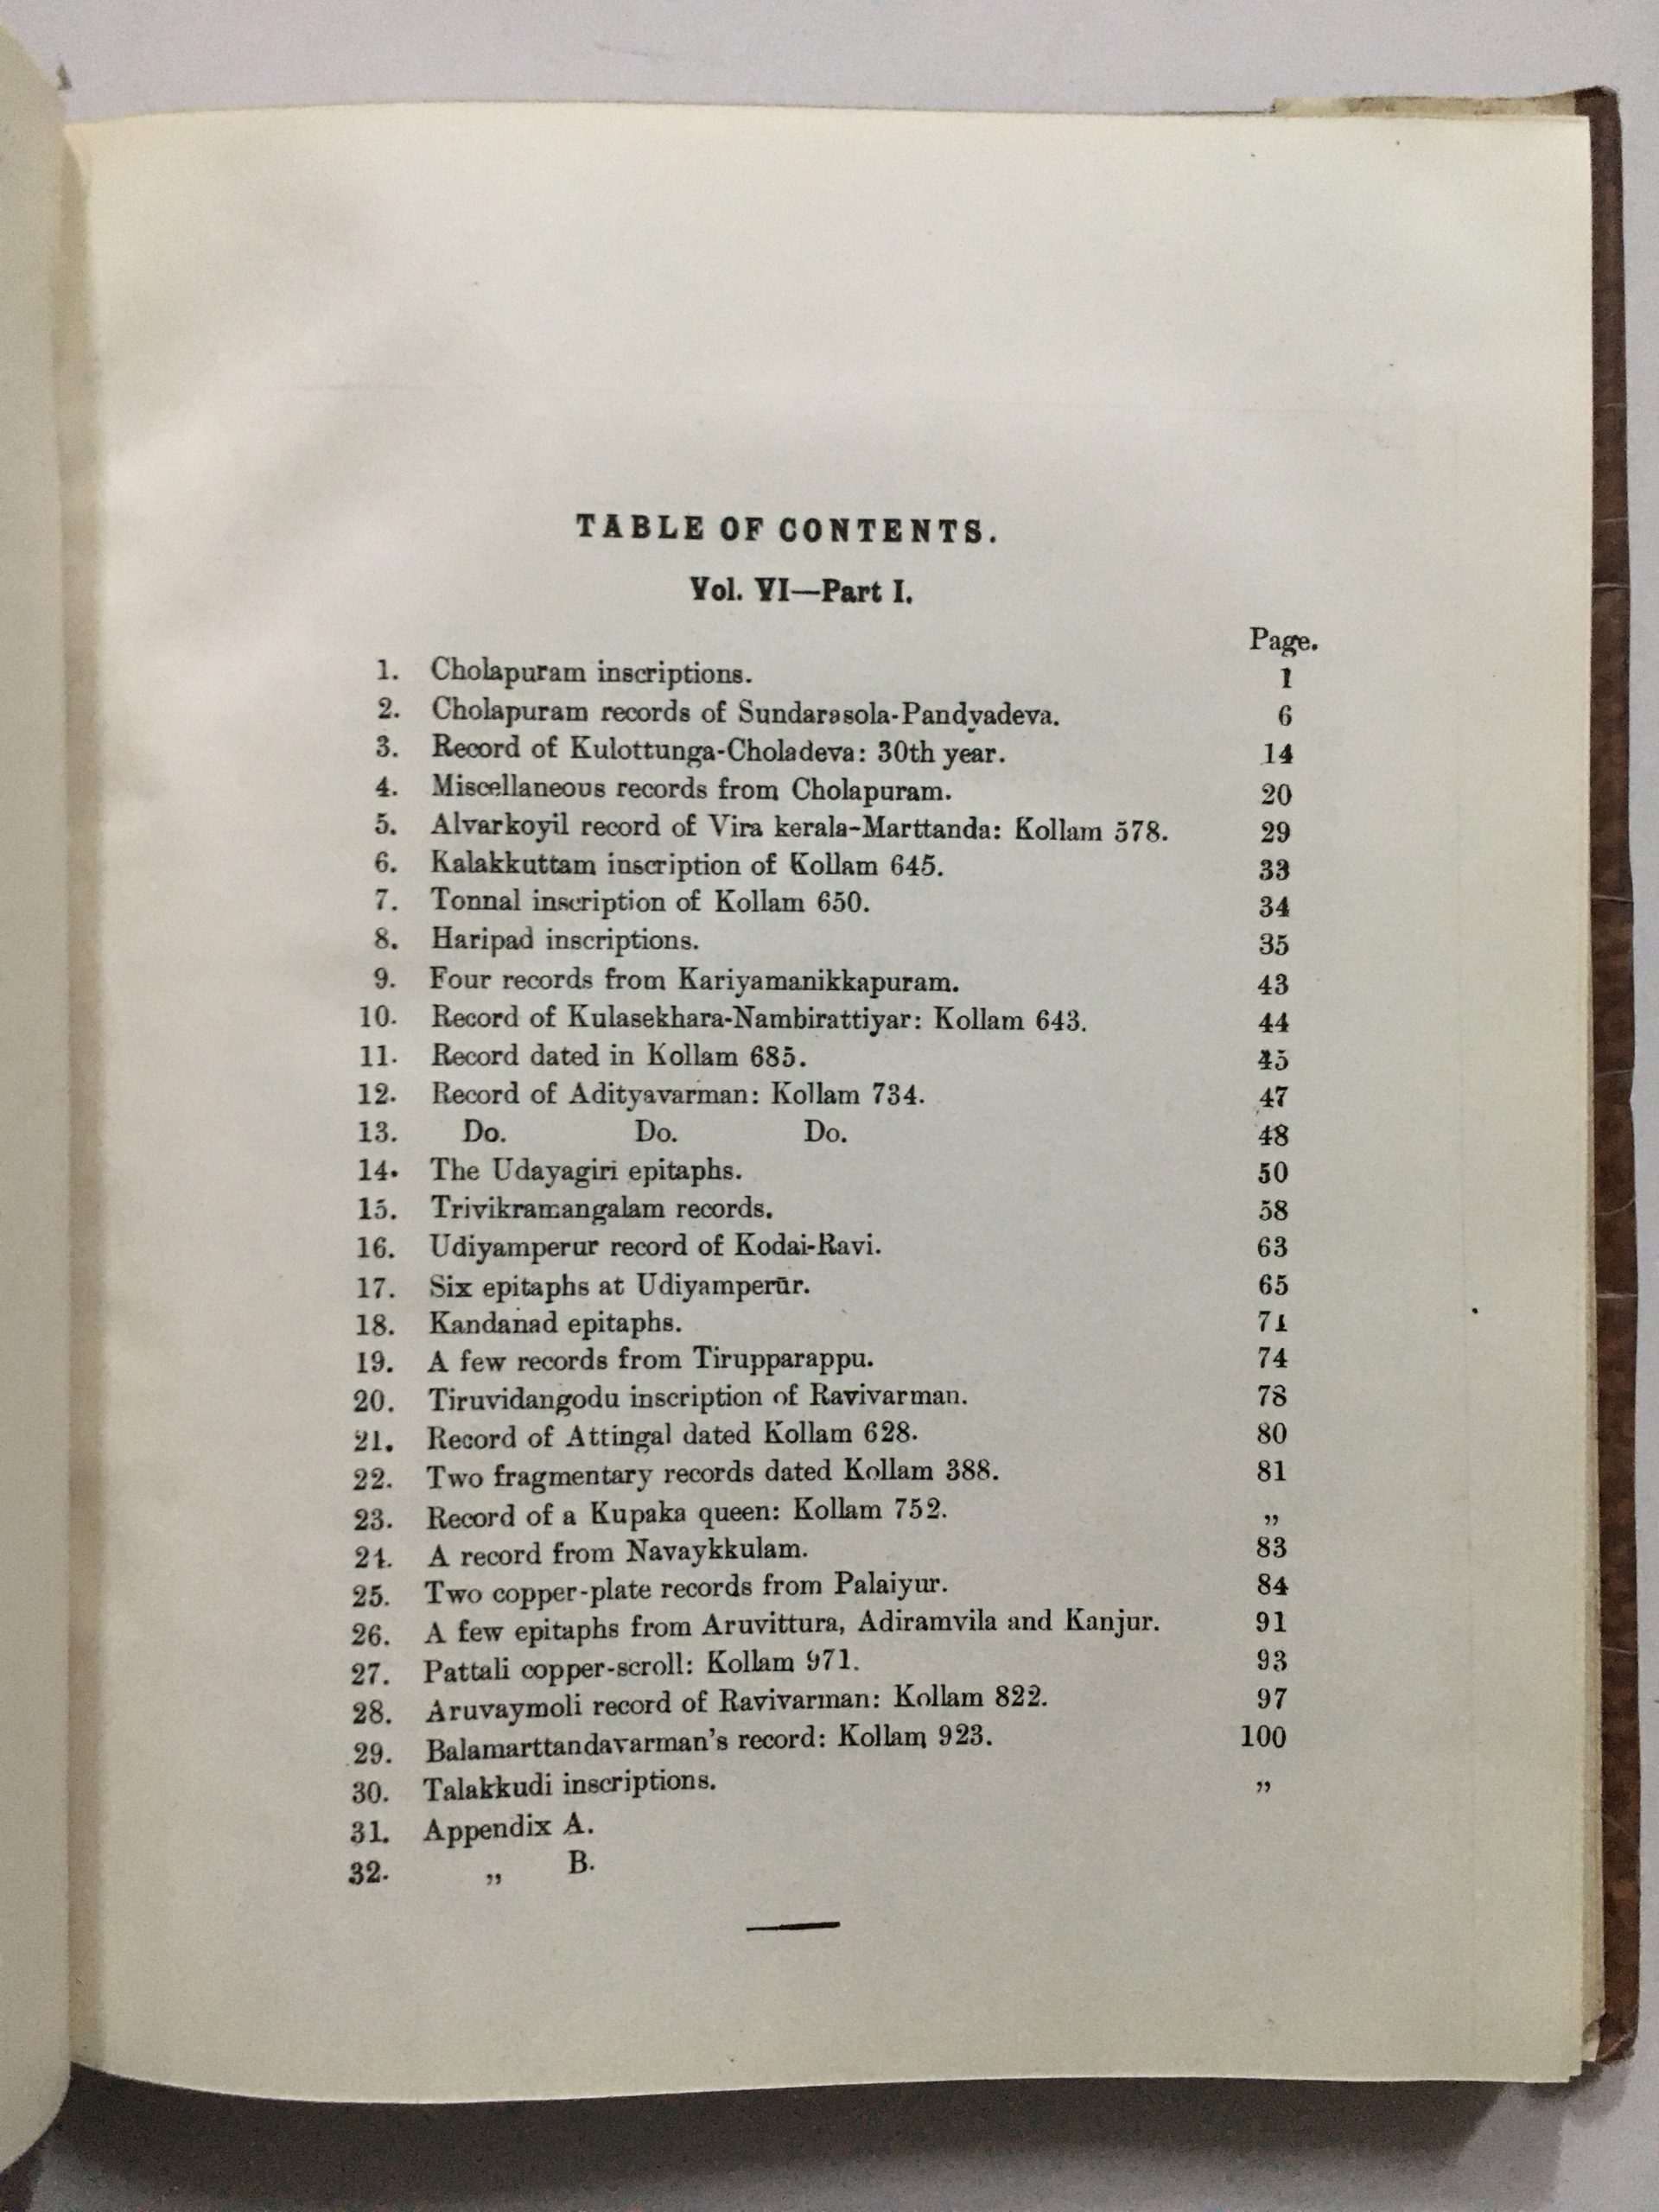 TABLE OF CONTENTS.
Vol. VI—Part I.
Page.
1. Cholapuram inscriptions. 1
2. Cholapuram records of Sundarasola-Pandyadeva. 6
3. Record of Kulottunga-Choladeva: 30th year. 14
4. Miscellaneous records from Cholapuram. 20
5. Alvarkoyil record of Vira kerala-Marttanda: Kollam 578. 29
6. Kalakkuttam inscription of Kollam 645. 33
7. Tonnal inscription of Kollam 650. 34
8. Haripad inscriptions. 35
9. Four records from Kariyamanikkapuram. 43
10. Record of Kulasekhara-Nambirattiyar: Kollam 643. 44
11. Record dated in Kollam 685. 45
12. Record of Adityavarman: Kollam 734. 47
13. Do. Do. Do. 48
14. The Udayagiri epitaphs. 50
15. Trivikramangalam records. 58
16. Udiyamperur record of Kodai-Ravi. 63
17. Six epitaphs at Udiyamperūr. 65
18. Kandanad epitaphs. 71
19. A few records from Tirupparappu. 74
20. Tiruvidangodu inscription of Ravivarman. 78
21. Record of Attingal dated Kollam 628. 80
22. Two fragmentary records dated Kollam 388. 81
23. Record of a Kupaka queen: Kollam 752. „
24. A record from Navaykkulam. 83
25. Two copper-plate records from Palaiyur. 84
26. A few epitaphs from Aruvittura, Adiramvila and Kanjur. 91
27. Pattali copper-scroll: Kollam 971. 93
28. Aruvaymoli record of Ravivarman: Kollam 822. 97
29. Balamarttandavarman's record: Kollam 923. 100
30. Talakkudi inscriptions. „
31. Appendix A.
32. „ B.